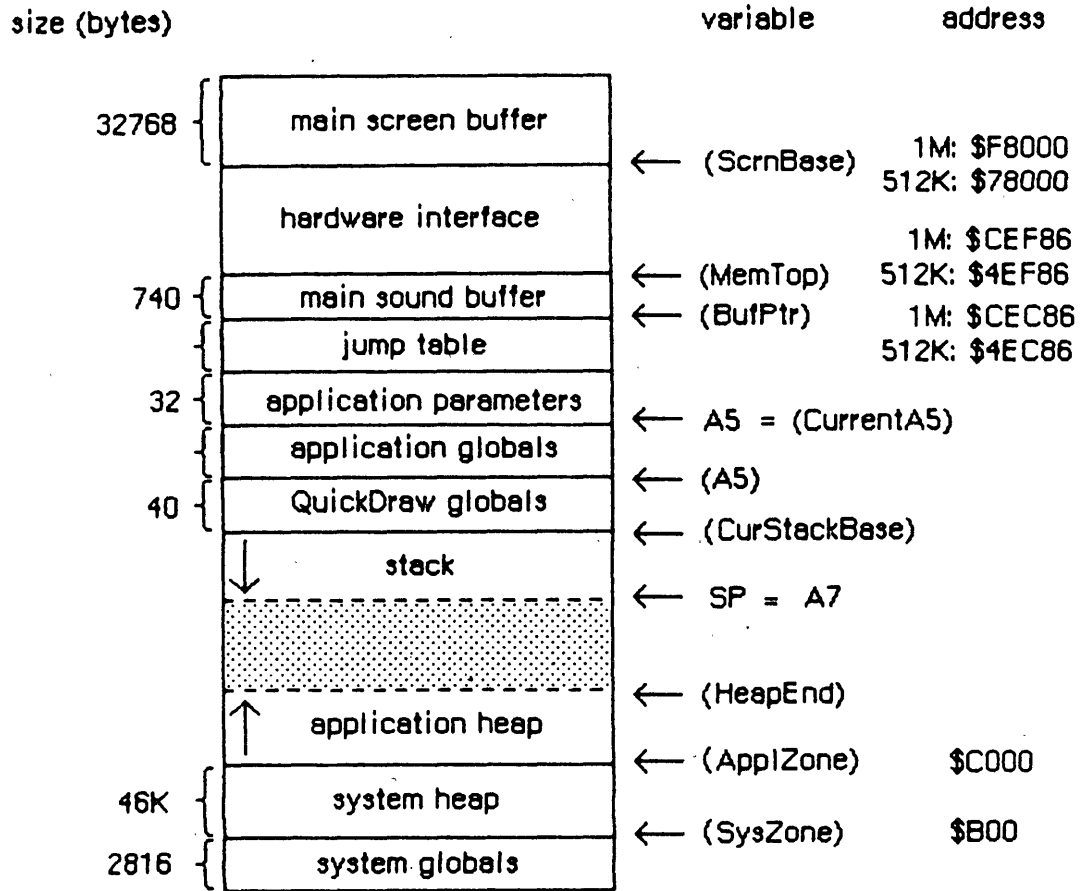 size (bytes) variable address
32768 main screen buffer
(ScrnBase) 1M: $F8000
512K: $78000
hardware interface
1M: $CEF86
(MemTop) 512K: $4EF86
740 main sound buffer
(BufPtr) 1M: $CEC86
jump table
512K: $4EC86
32 application parameters
A5 = (CurrentA5)
application globals
(A5)
40 QuickDraw globals
(CurStackBase)
stack
SP = A7
(HeapEnd)
application heap
(ApplZone) $C000
46K system heap
(SysZone) $B00
2816 system globals